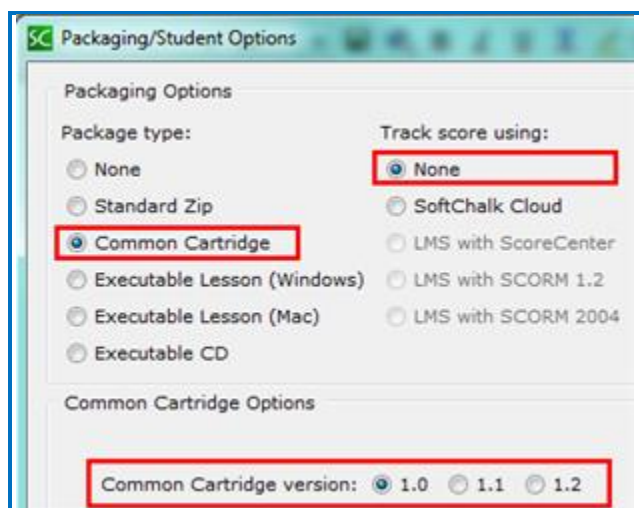 SC Packaging/Student Options
Packaging Options
Package type:
None
Standard Zip
Common Cartridge
Executable Lesson (Windows)
Executable Lesson (Mac)
Executable CD
Track score using:
None
SoftChalk Cloud
LMS with ScoreCenter
LMS with SCORM 1.2
LMS with SCORM 2004
Common Cartridge Options
Common Cartridge version: 1.0 1.1 1.2